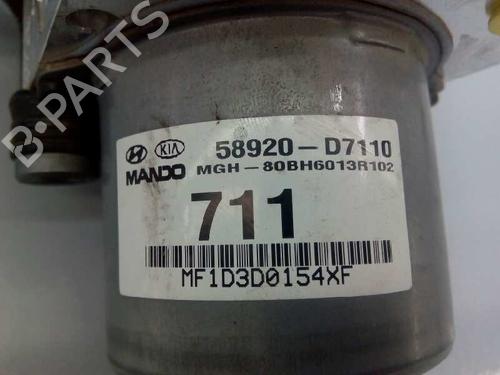 B-PARTS
KIA 58920-D7110
MANDO MGH-80BH6013R102
711
MF1D3D0154XF